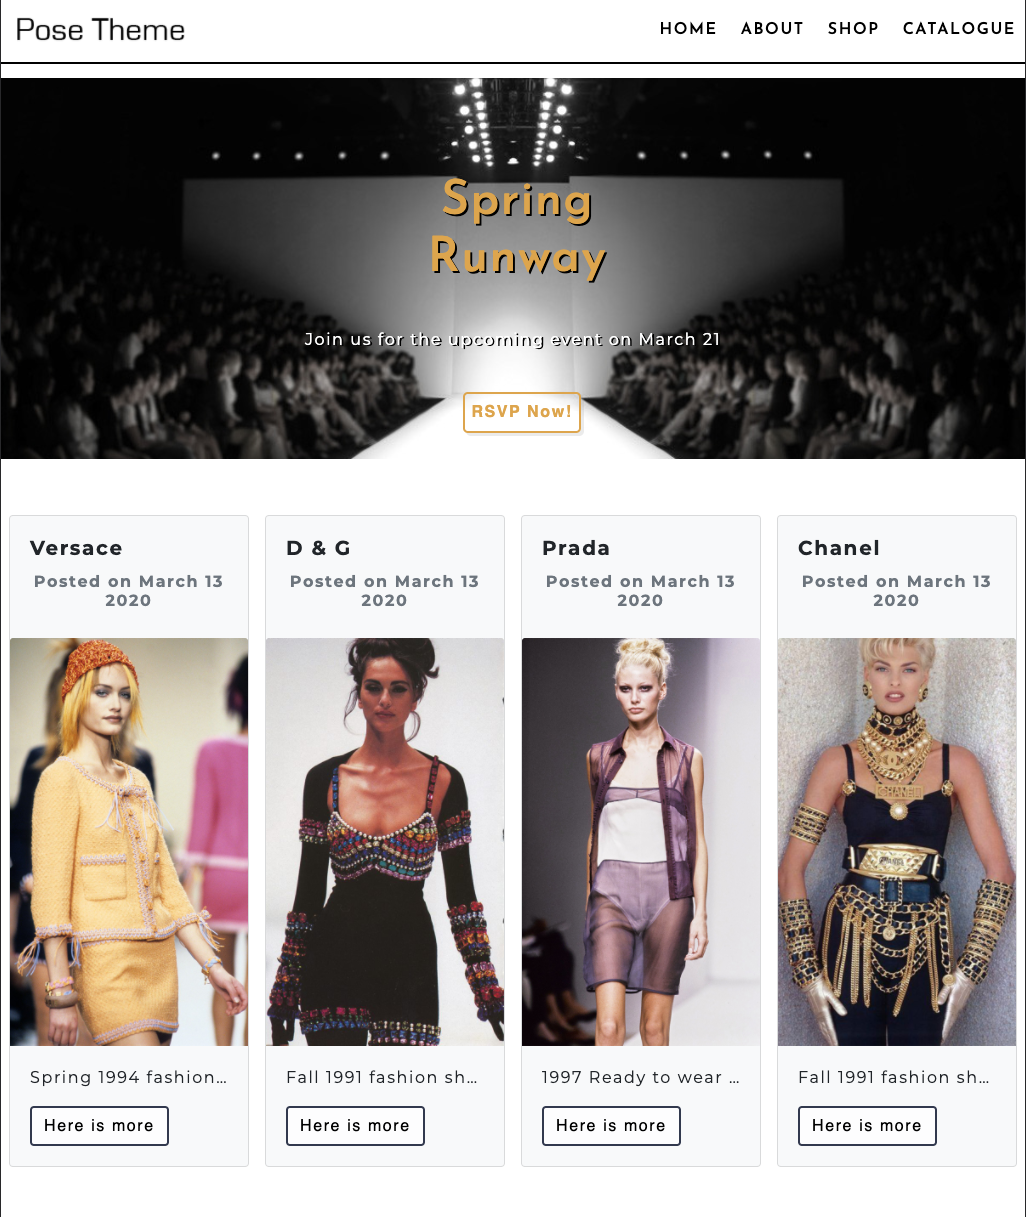 Pose Theme
HOME ABOUT SHOP CATALOGUE
Spring
Runway
Join us for the upcoming event on March 21
RSVP Now!
Versace
Posted on March 13
2020
Spring 1994 fashion...
Here is more
D & G
Posted on March 13
2020
Fall 1991 fashion sh...
Here is more
Prada
Posted on March 13
2020
1997 Ready to wear ...
Here is more
Chanel
Posted on March 13
2020
CHANEL
Fall 1991 fashion sh...
Here is more